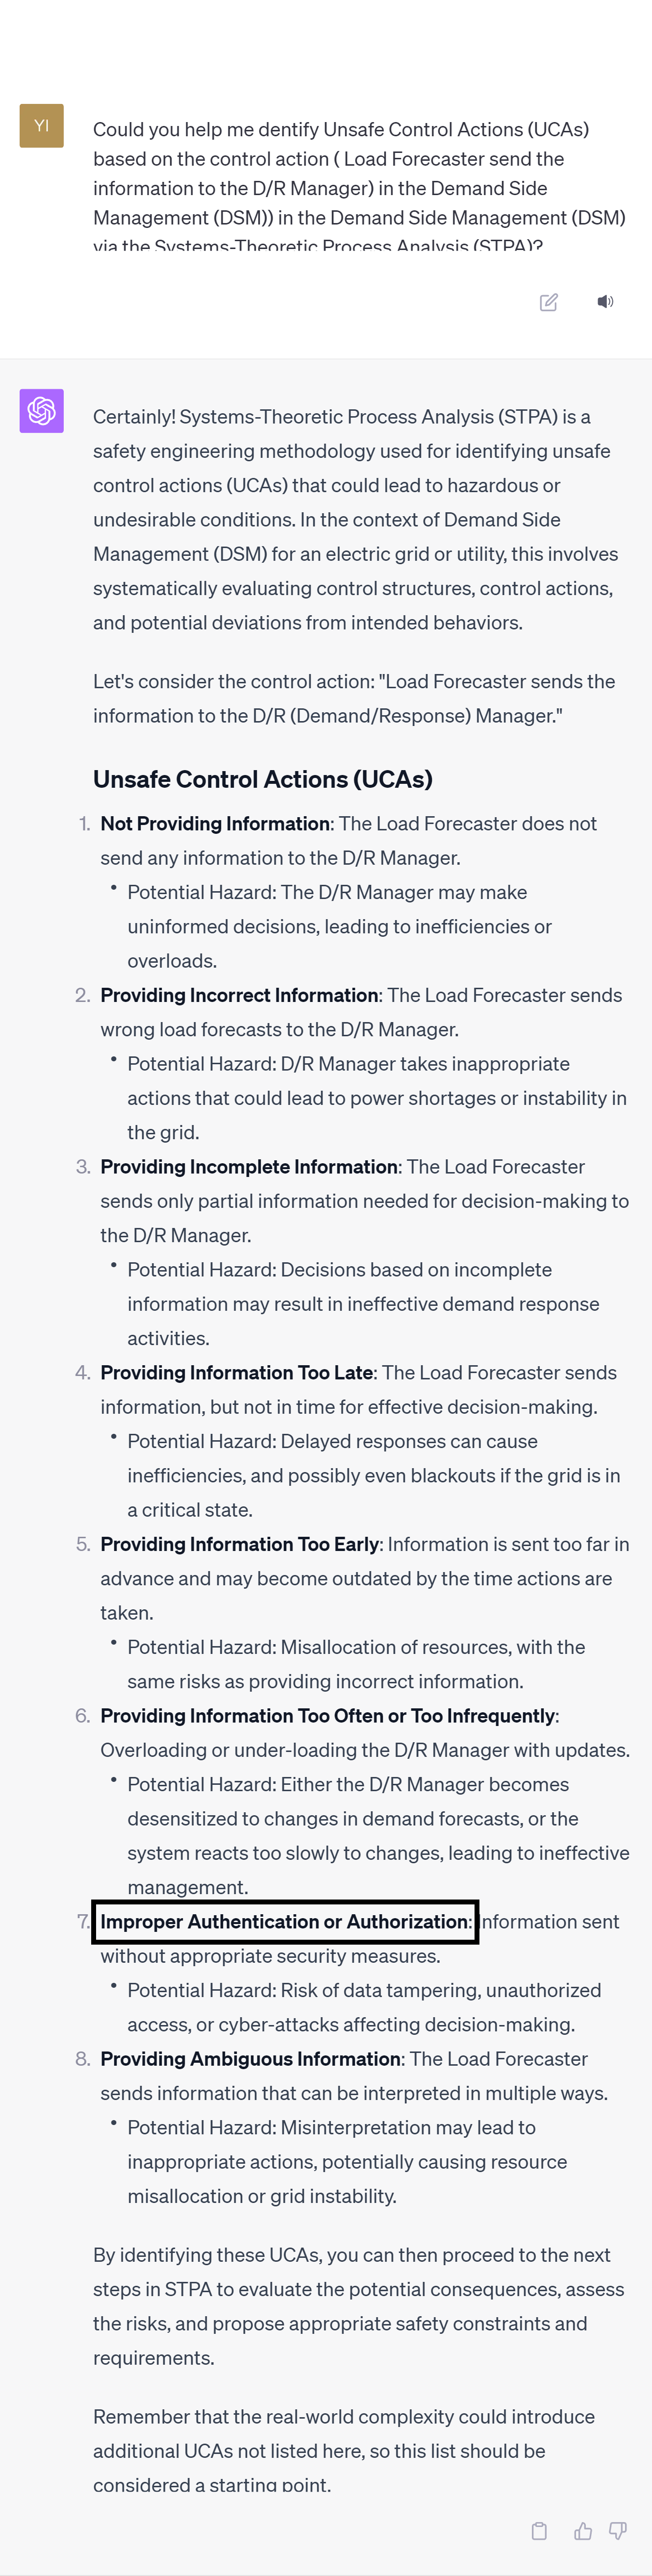 YI
Could you help me dentify Unsafe Control Actions (UCAs)
based on the control action ( Load Forecaster send the
information to the D/R Manager) in the Demand Side
Management (DSM)) in the Demand Side Management (DSM)
via the Systems-Theoretic Process Analysis (STPA)?
Certainly! Systems-Theoretic Process Analysis (STPA) is a
safety engineering methodology used for identifying unsafe
control actions (UCAs) that could lead to hazardous or
undesirable conditions. In the context of Demand Side
Management (DSM) for an electric grid or utility, this involves
systematically evaluating control structures, control actions,
and potential deviations from intended behaviors.
Let's consider the control action: "Load Forecaster sends the
information to the D/R (Demand/Response) Manager."
Unsafe Control Actions (UCAs)
1. Not Providing Information: The Load Forecaster does not
send any information to the D/R Manager.
• Potential Hazard: The D/R Manager may make
uninformed decisions, leading to inefficiencies or
overloads.
2. Providing Incorrect Information: The Load Forecaster sends
wrong load forecasts to the D/R Manager.
• Potential Hazard: D/R Manager takes inappropriate
actions that could lead to power shortages or instability in
the grid.
3. Providing Incomplete Information: The Load Forecaster
sends only partial information needed for decision-making to
the D/R Manager.
• Potential Hazard: Decisions based on incomplete
information may result in ineffective demand response
activities.
4. Providing Information Too Late: The Load Forecaster sends
information, but not in time for effective decision-making.
• Potential Hazard: Delayed responses can cause
inefficiencies, and possibly even blackouts if the grid is in
a critical state.
5. Providing Information Too Early: Information is sent too far in
advance and may become outdated by the time actions are
taken.
• Potential Hazard: Misallocation of resources, with the
same risks as providing incorrect information.
6. Providing Information Too Often or Too Infrequently:
Overloading or under-loading the D/R Manager with updates.
• Potential Hazard: Either the D/R Manager becomes
desensitized to changes in demand forecasts, or the
system reacts too slowly to changes, leading to ineffective
management.
7. Improper Authentication or Authorization: Information sent
without appropriate security measures.
• Potential Hazard: Risk of data tampering, unauthorized
access, or cyber-attacks affecting decision-making.
8. Providing Ambiguous Information: The Load Forecaster
sends information that can be interpreted in multiple ways.
• Potential Hazard: Misinterpretation may lead to
inappropriate actions, potentially causing resource
misallocation or grid instability.
By identifying these UCAs, you can then proceed to the next
steps in STPA to evaluate the potential consequences, assess
the risks, and propose appropriate safety constraints and
requirements.
Remember that the real-world complexity could introduce
additional UCAs not listed here, so this list should be
considered a starting point.